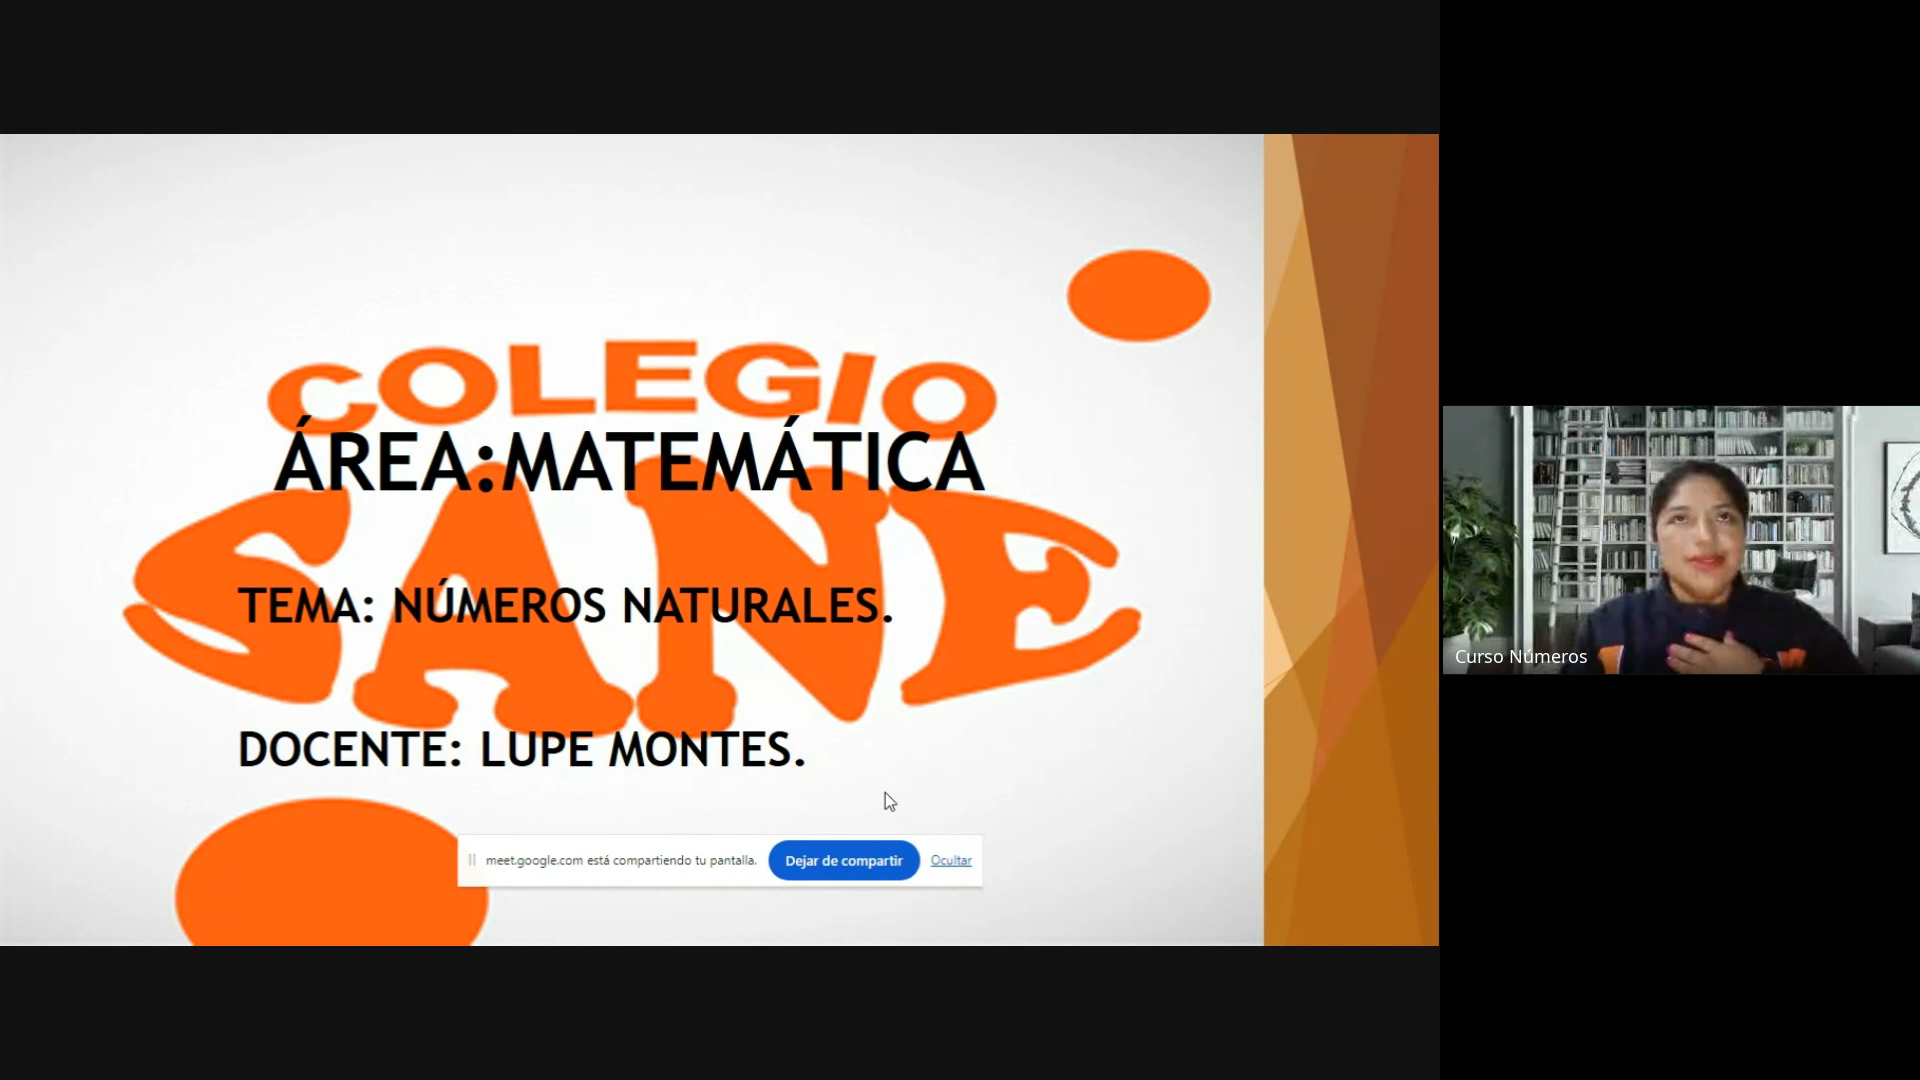 COLEGIO
ÁREA:MATEMÁTICA
SANE
TEMA: NÚMEROS NATURALES.
DOCENTE: LUPE MONTES.
meet.google.com está compartiendo tu pantalla.
Dejar de compartir
Ocultar
Curso Números